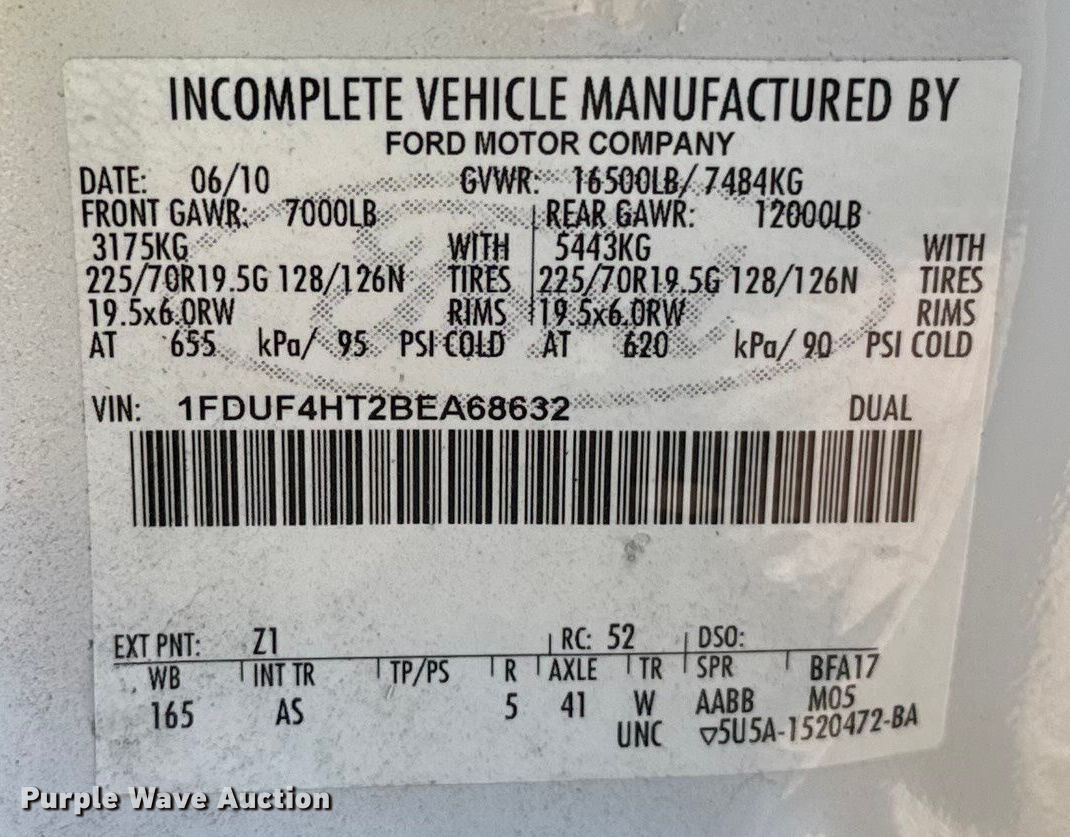 INCOMPLETE VEHICLE MANUFACTURED BY
FORD MOTOR COMPANY
DATE: 06/10 GVWR: 16500LB/ 7484KG
FRONT GAWR: 7000LB REAR GAWR: 12000LB
3175KG WITH 5443KG WITH
225/70R19.5G 128/126N TIRES 225/70R19.5G 128/126N TIRES
19.5x6.0RW RIMS 19.5x6.0RW RIMS
AT 655 kPa/ 95 PSI COLD AT 620 kPa/ 90 PSI COLD
VIN: 1FDUF4HT2BEA68632 DUAL
EXT PNT: Z1 RC: 52 DSO:
WB INT TR TP/PS R AXLE TR SPR BFA17
165 AS 5 41 W AABB M05
UNC ▽5U5A-1520472-BA
Purple Wave Auction